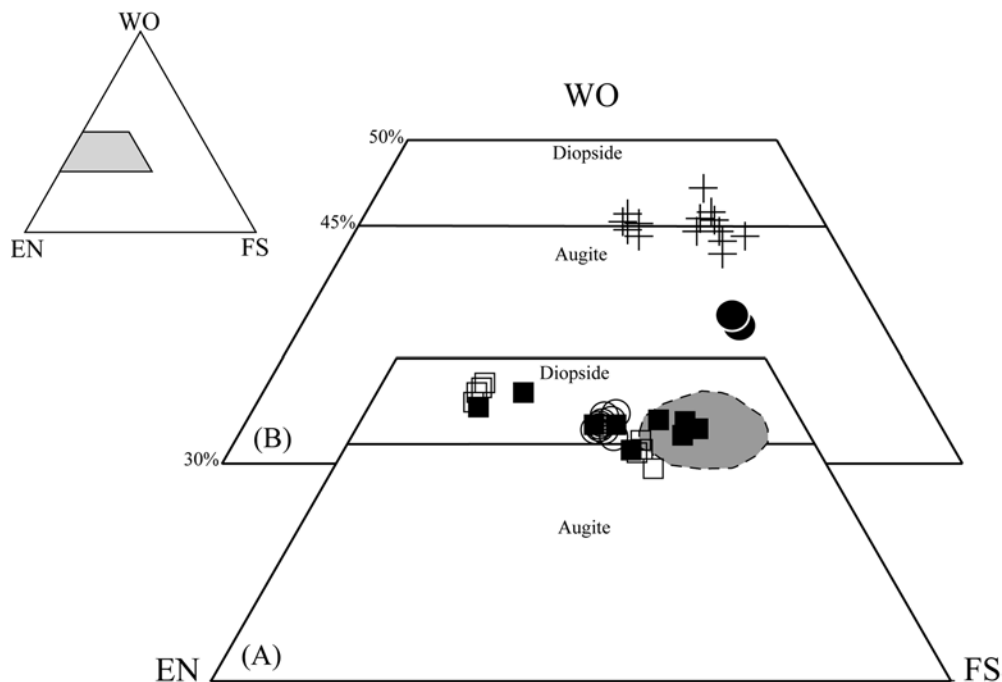 WO
EN
FS
WO
50%
Diopside
45%
Augite
Diopside
(B)
30%
Augite
EN
(A)
FS